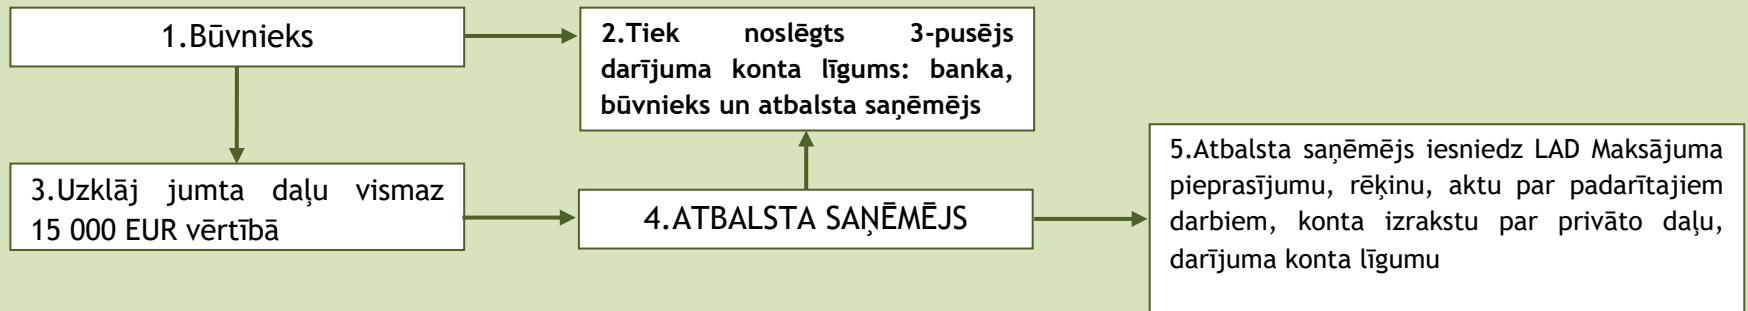 1.Būvnieks
2.Tiek noslēgts 3-pusējs
darījuma konta līgums: banka,
būvnieks un atbalsta saņēmējs
3.Uzklāj jumta daļu vismaz
15 000 EUR vērtībā
4.ATBALSTA SAŅĒMĒJS
5.Atbalsta saņēmējs iesniedz LAD Maksājuma
pieprasījumu, rēķinu, aktu par padarītajiem
darbiem, konta izrakstu par privāto daļu,
darījuma konta līgumu